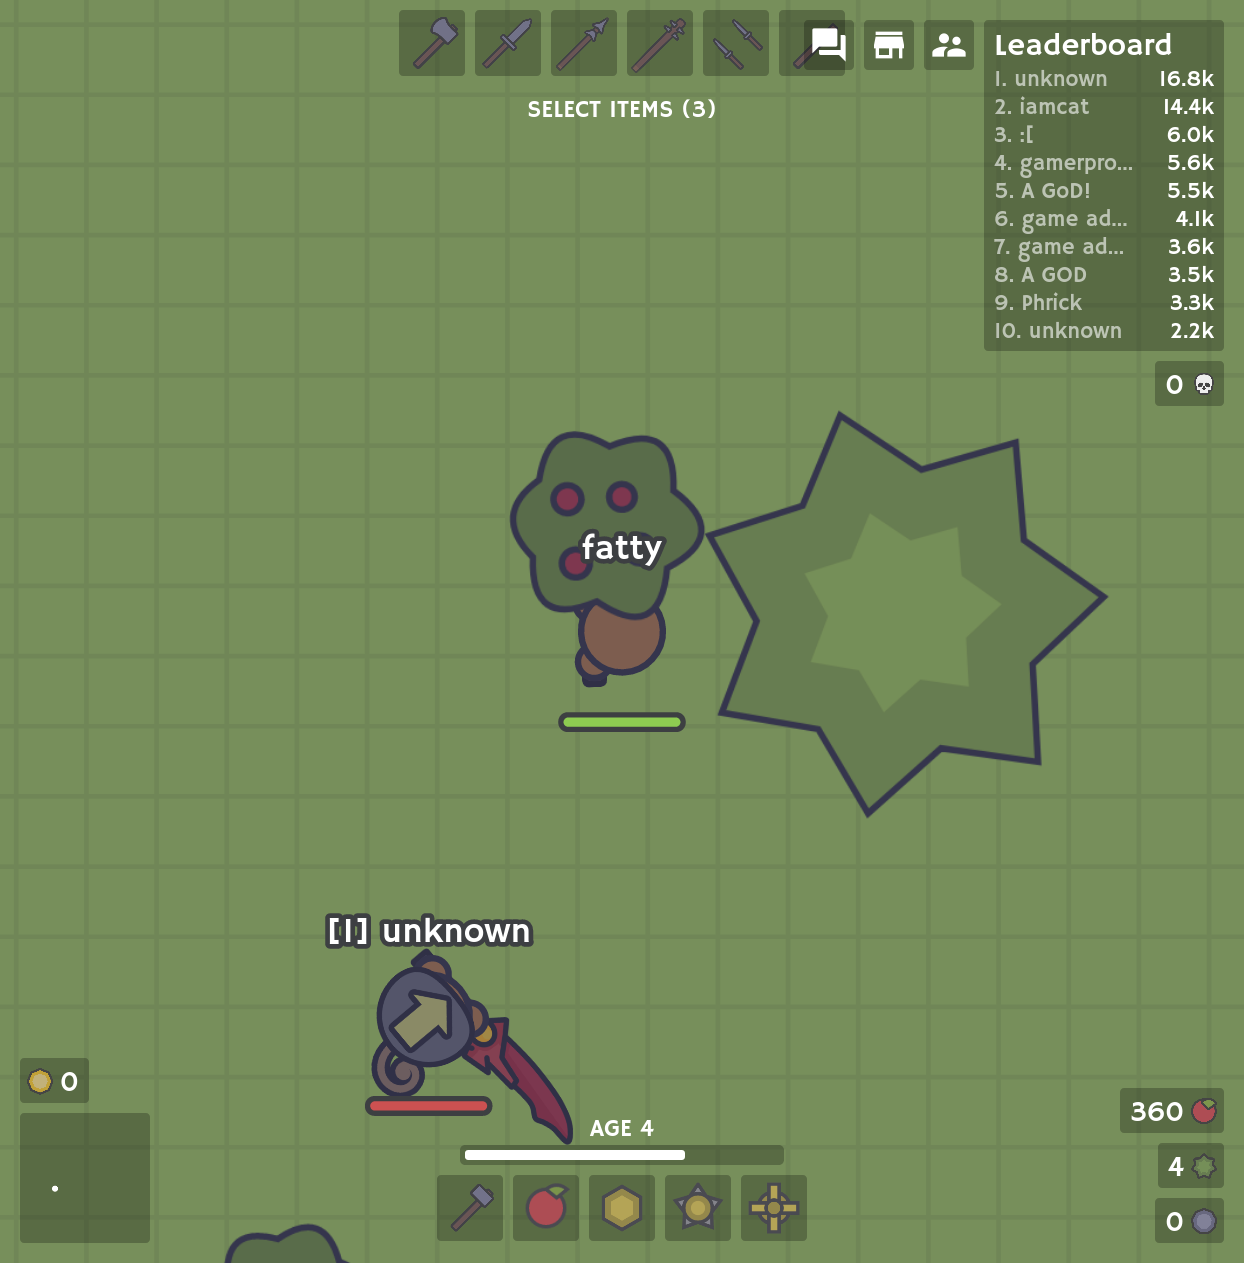 SELECT ITEMS (3)
Leaderboard
1. unknown 16.8k
2. iamcat 14.4k
3. :[ 6.0k
4. gamerpro... 5.6k
5. A GoD! 5.5k
6. game ad... 4.1k
7. game ad... 3.6k
8. A GOD 3.5k
9. Phrick 3.3k
10. unknown 2.2k
0
fatty
[I] unknown
0
AGE 4
360
4
0